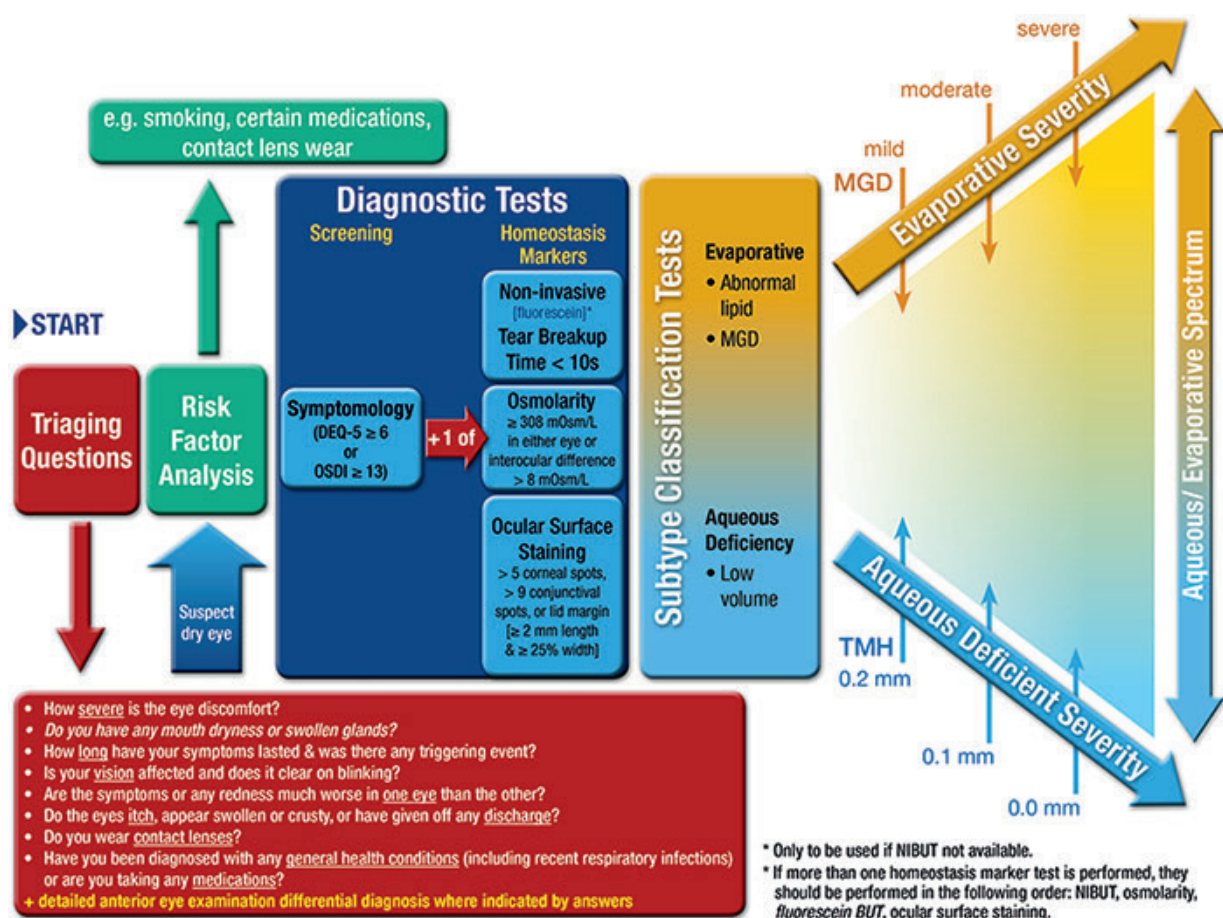 e.g. smoking, certain medications,
contact lens wear
START
Triaging
Questions
Risk
Factor
Analysis
Suspect
dry eye
Diagnostic Tests
Screening
Homeostasis
Markers
Symptomology
(DEQ-5 ≥ 6
or
OSDI ≥ 13)
+1 of
Non-invasive
[fluorescein]*
Tear Breakup
Time < 10s
Osmolarity
≥ 308 mOsm/L
in either eye or
interocular difference
> 8 mOsm/L
Ocular Surface
Staining
> 5 corneal spots,
> 9 conjunctival
spots, or lid margin
[≥ 2 mm length
& ≥ 25% width]
Subtype Classification Tests
Evaporative
• Abnormal
lipid
• MGD
Aqueous
Deficiency
• Low
volume
severe
moderate
mild
MGD
Evaporative Severity
Aqueous/ Evaporative Spectrum
Aqueous Deficient Severity
TMH
0.2 mm
0.1 mm
0.0 mm
• How severe is the eye discomfort?
• Do you have any mouth dryness or swollen glands?
• How long have your symptoms lasted & was there any triggering event?
• Is your vision affected and does it clear on blinking?
• Are the symptoms or any redness much worse in one eye than the other?
• Do the eyes itch, appear swollen or crusty, or have given off any discharge?
• Do you wear contact lenses?
• Have you been diagnosed with any general health conditions (including recent respiratory infections)
or are you taking any medications?
+ detailed anterior eye examination differential diagnosis where indicated by answers
* Only to be used if NIBUT not available.
* If more than one homeostasis marker test is performed, they
should be performed in the following order: NIBUT, osmolarity,
fluorescein BUT, ocular surface staining.